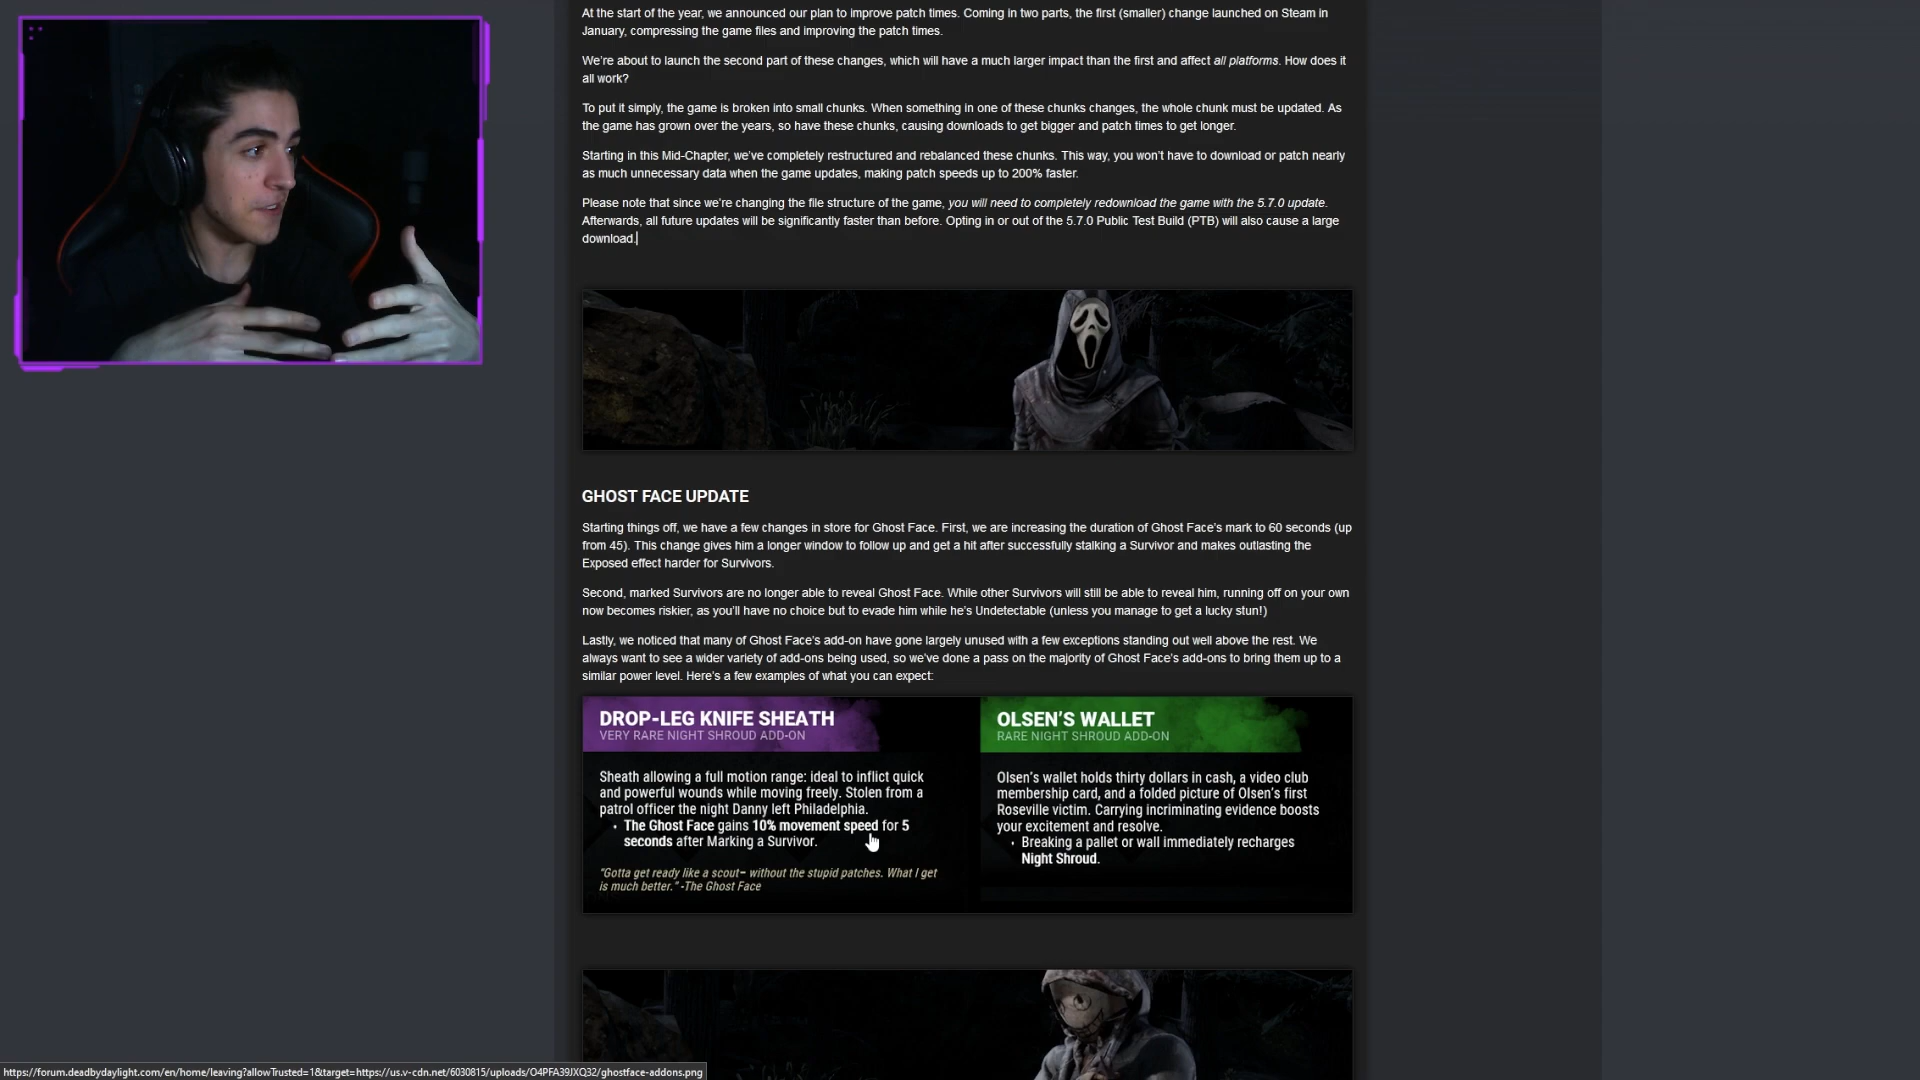 At the start of the year, we announced our plan to improve patch times. Coming in two parts, the first (smaller) change launched on Steam in
January, compressing the game files and improving the patch times.
We're about to launch the second part of these changes, which will have a much larger impact than the first and affect all platforms. How does it
all work?
To put it simply, the game is broken into small chunks. When something in one of these chunks changes, the whole chunk must be updated. As
the game has grown over the years, so have these chunks, causing downloads to get bigger and patch times to get longer.
Starting in this Mid-Chapter, we've completely restructured and rebalanced these chunks. This way, you won't have to download or patch nearly
as much unnecessary data when the game updates, making patch speeds up to 200% faster.
Please note that since we're changing the file structure of the game, you will need to completely redownload the game with the 5.7.0 update.
Afterwards, all future updates will be significantly faster than before. Opting in or out of the 5.7.0 Public Test Build (PTB) will also cause a large
download.
GHOST FACE UPDATE
Starting things off, we have a few changes in store for Ghost Face. First, we are increasing the duration of Ghost Face's mark to 60 seconds (up
from 45). This change gives him a longer window to follow up and get a hit after successfully stalking a Survivor and makes outlasting the
Exposed effect harder for Survivors.
Second, marked Survivors are no longer able to reveal Ghost Face. While other Survivors will still be able to reveal him, running off on your own
now becomes riskier, as you'll have no choice but to evade him while he's Undetectable (unless you manage to get a lucky stun!)
Lastly, we noticed that many of Ghost Face's add-on have gone largely unused with a few exceptions standing out well above the rest. We
always want to see a wider variety of add-ons being used, so we've done a pass on the majority of Ghost Face's add-ons to bring them up to a
similar power level. Here's a few examples of what you can expect:
DROP-LEG KNIFE SHEATH
VERY RARE NIGHT SHROUD ADD-ON
Sheath allowing a full motion range: ideal to inflict quick
and powerful wounds while moving freely. Stolen from a
patrol officer the night Danny left Philadelphia.
• The Ghost Face gains 10% movement speed for 5
seconds after Marking a Survivor.
"Gotta get ready like a scout– without the stupid patches. What I get
is much better." -The Ghost Face
OLSEN'S WALLET
RARE NIGHT SHROUD ADD-ON
Olsen's wallet holds thirty dollars in cash, a video club
membership card, and a folded picture of Olsen's first
Roseville victim. Carrying incriminating evidence boosts
your excitement and resolve.
• Breaking a pallet or wall immediately recharges
Night Shroud.
https://forum.deadbydaylight.com/en/home/leaving?allowTrusted=1&target=https://us.v-cdn.net/6030815/uploads/O4PFA39JXQ32/ghostface-addons.png